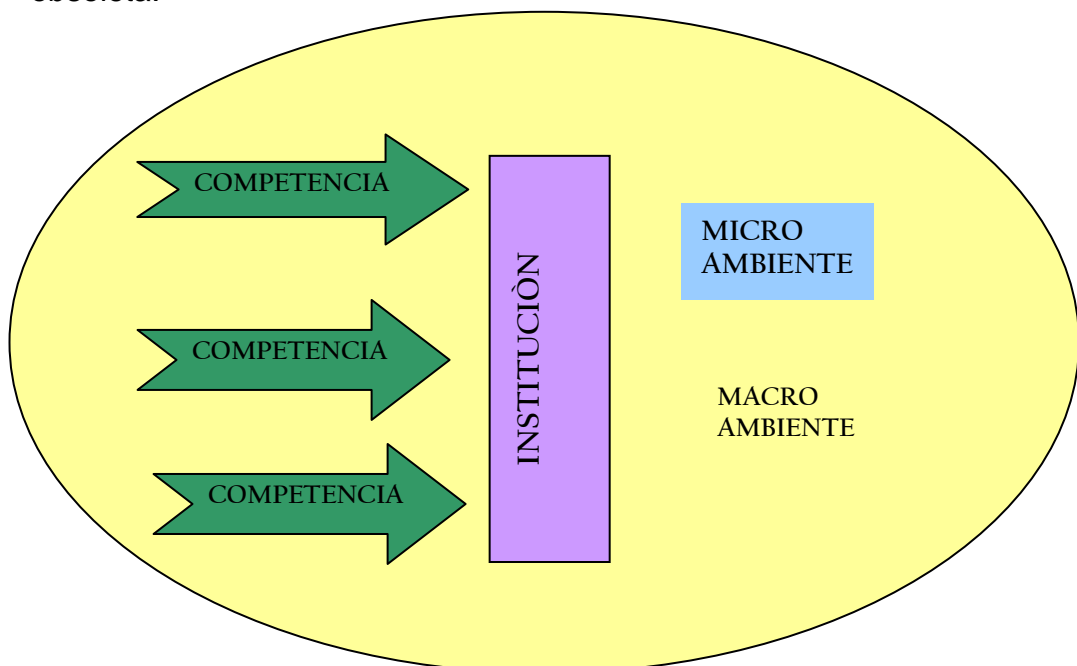 COMPETENCIA
COMPETENCIA
COMPETENCIA
INSTITUCIÒN
MICRO
AMBIENTE
MACRO
AMBIENTE